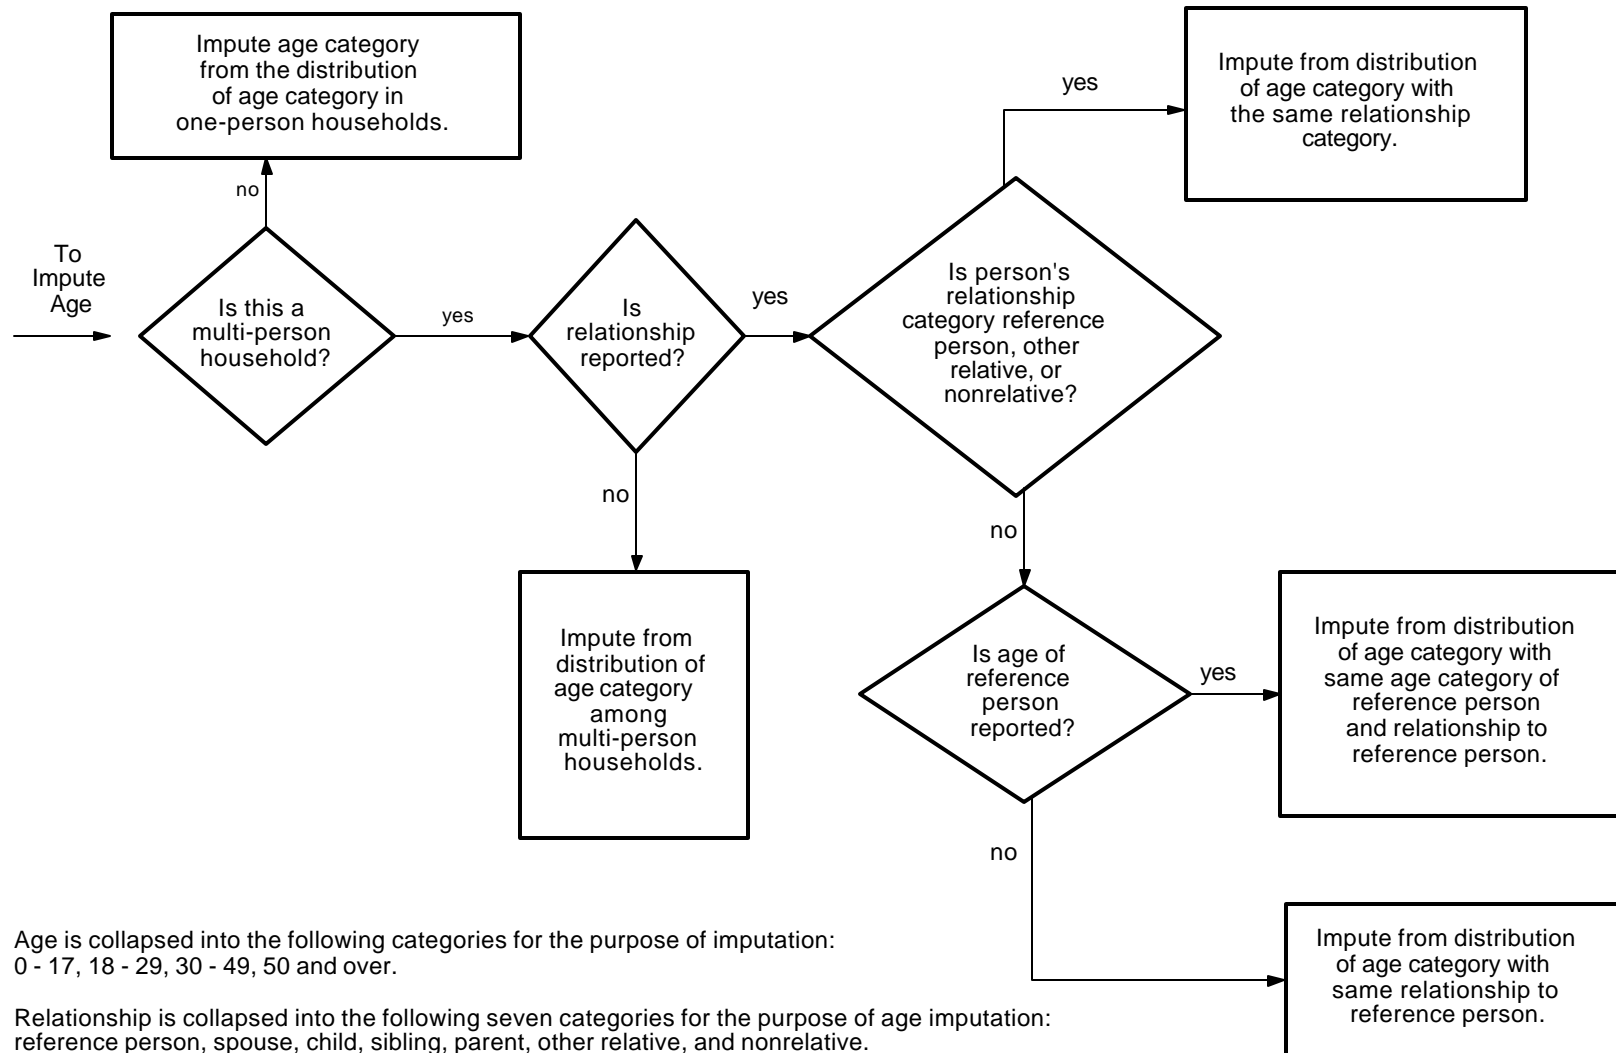 Impute age category
from the distribution
of age category in
one-person households.
no
To
Impute
Age
Is this a
multi-person
household?
yes
Is
relationship
reported?
yes
no
Impute from
distribution of
age category
among
multi-person
households.
Is person's
relationship
category reference
person, other
relative, or
nonrelative?
yes
Impute from distribution
of age category with
the same relationship
category.
no
Is age of
reference
person
reported?
yes
Impute from distribution
of age category with
same age category of
reference person
and relationship to
reference person.
no
Impute from distribution
of age category with
same relationship to
reference person.
Age is collapsed into the following categories for the purpose of imputation:
0 - 17, 18 - 29, 30 - 49, 50 and over.
Relationship is collapsed into the following seven categories for the purpose of age imputation:
reference person, spouse, child, sibling, parent, other relative, and nonrelative.